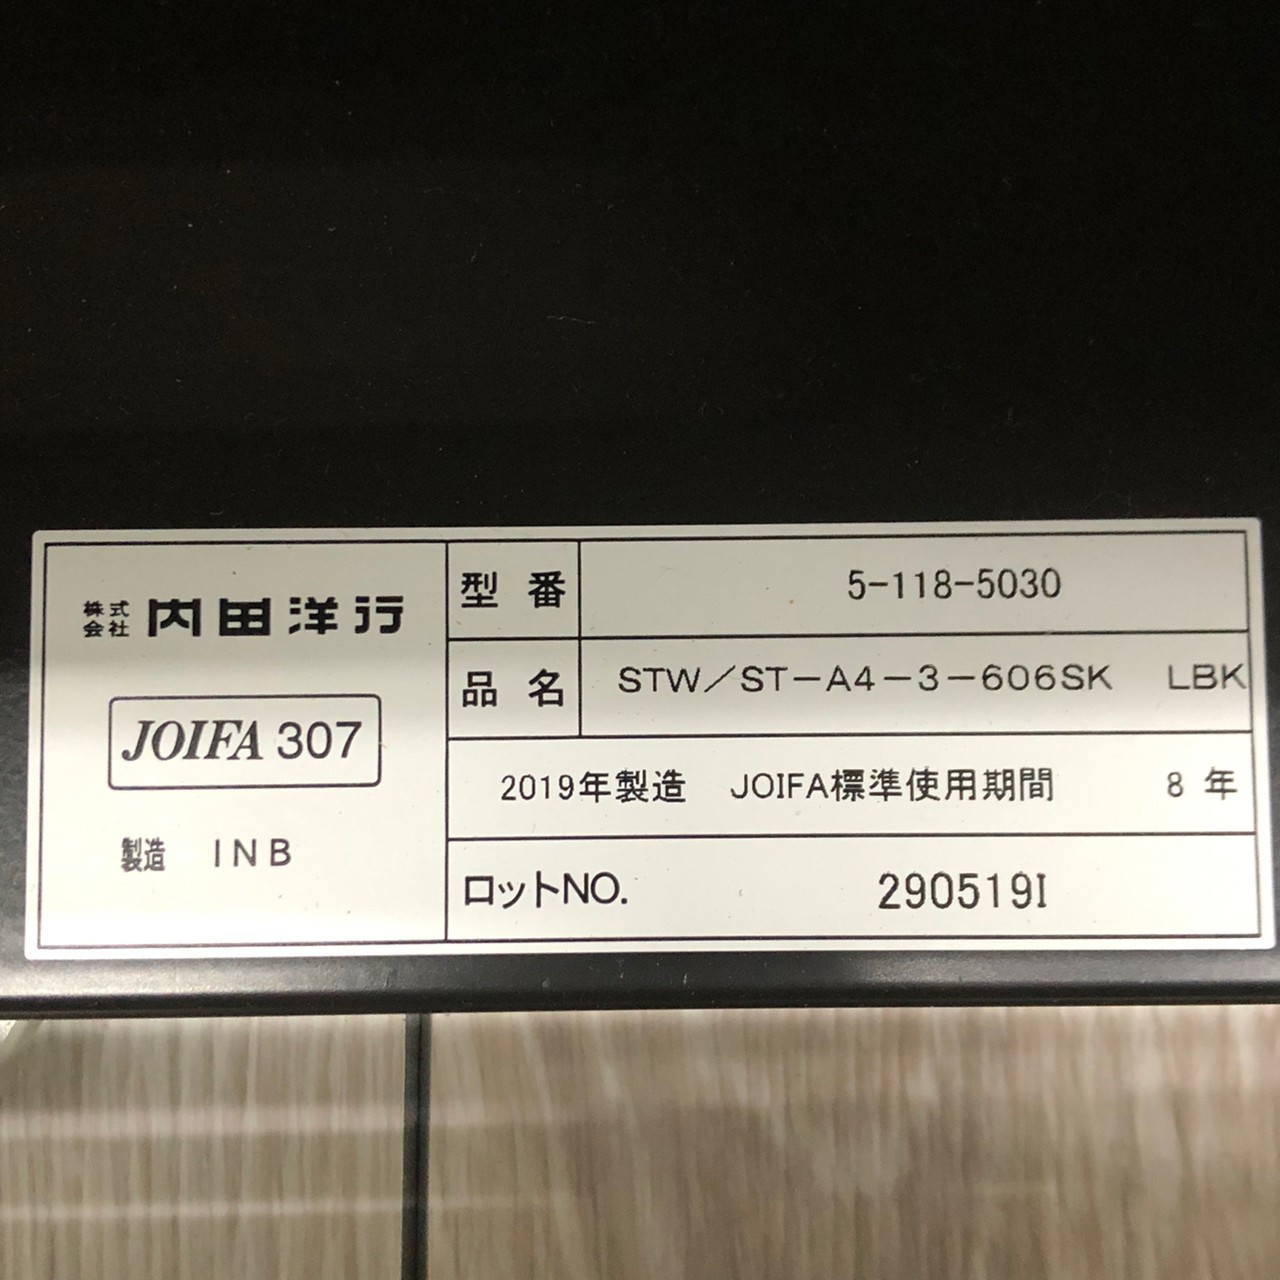 株式会社 内田洋行
JOIFA 307
製造 INB
型番 5-118-5030
品名 STW／ST－A4－3－606SK LBK
2019年製造 JOIFA標準使用期間 8年
ロットNO. 290519I